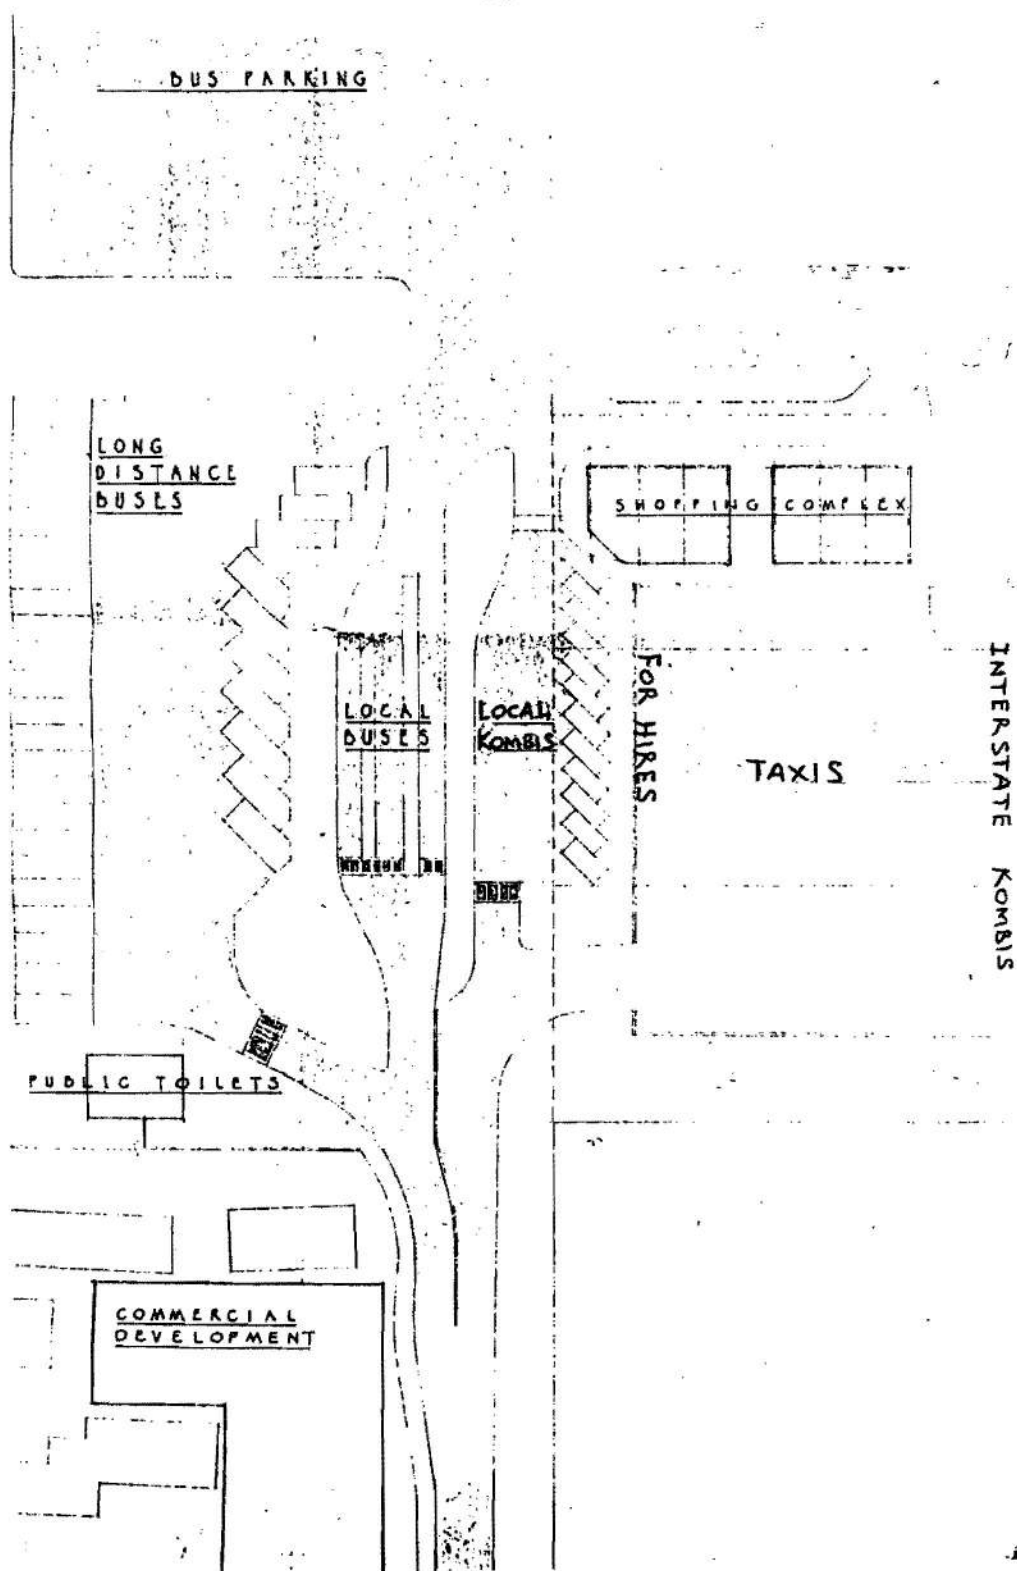 BUS PARKING
LONG
DISTANCE
BUSES
SHOPPING COMPLEX
LOCAL
BUSES
LOCAL
KOMBIS
FOR HIRES
TAXIS
INTERSTATE KOMBIS
PUBLIC TOILETS
COMMERCIAL
DEVELOPMENT